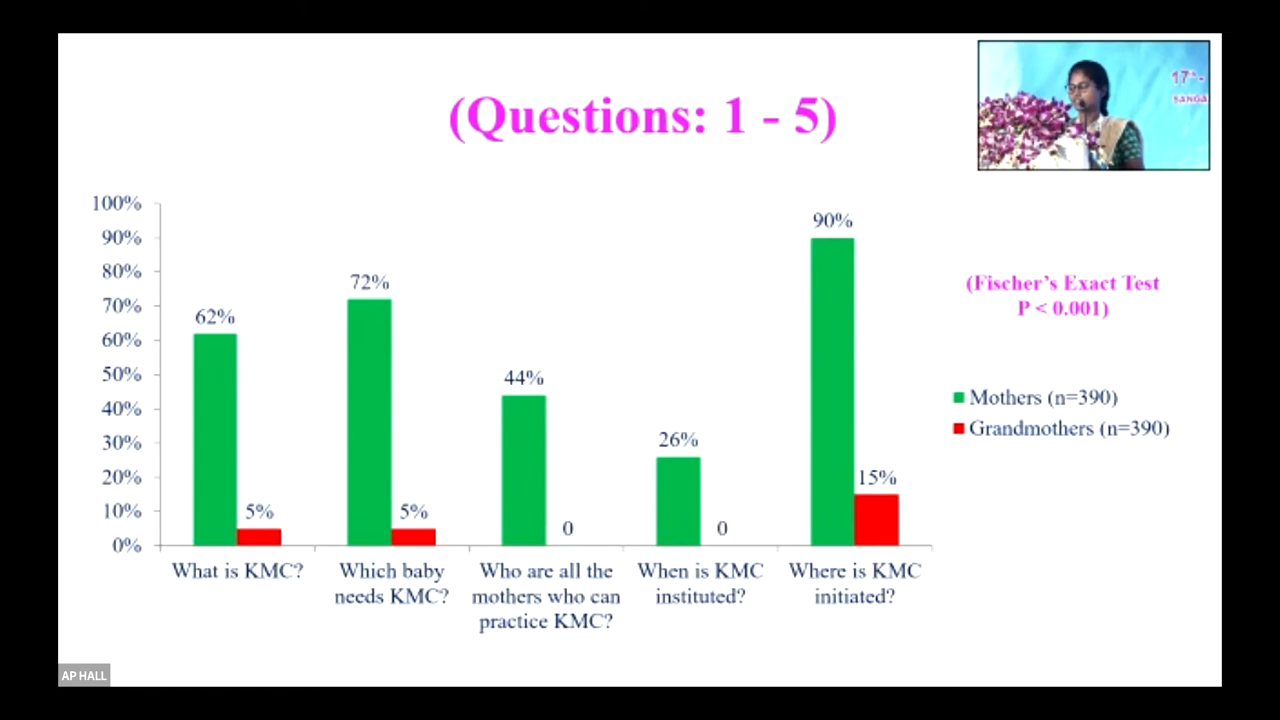 (Questions: 1 - 5)
17th -
100%
90%
80%
70%
60%
50%
40%
30%
20%
10%
0%
62%
5%
72%
5%
44%
0
26%
0
90%
15%
What is KMC?
Which baby
needs KMC?
Who are all the
mothers who can
practice KMC?
When is KMC
instituted?
Where is KMC
initiated?
(Fischer’s Exact Test
P < 0.001)
Mothers (n=390)
Grandmothers (n=390)
AP HALL